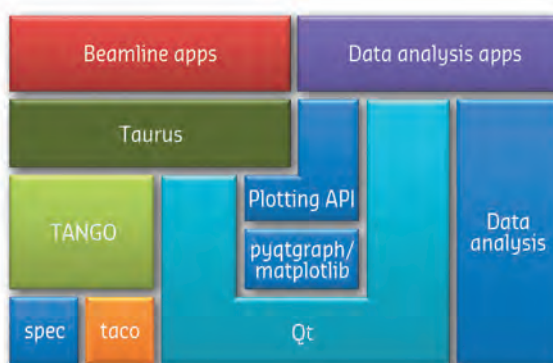 Beamline apps
Data analysis apps
Taurus
Plotting API
TANGO
pyqtgraph/
matplotlib
Data
analysis
spec
taco
Qt